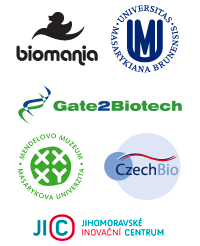 biomania
UNIVERSITAS
MASARYKIANA BRUNENSIS
Gate2Biotech
MENDELOVO MUZEUM
MASARYKOVA UNIVERZITA
CzechBio
JIC JIHOMORAVSKÉ
INOVAČNÍ CENTRUM